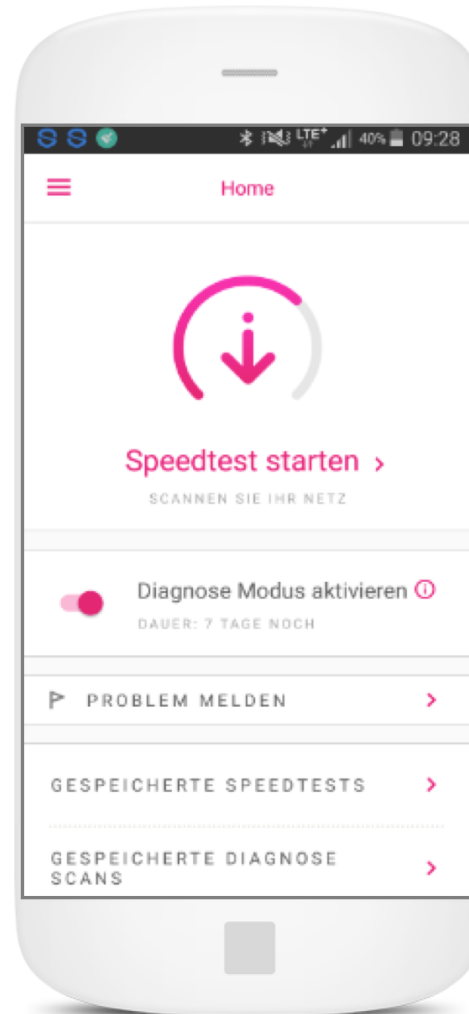 LTE+ 40% 09:28
Home
Speedtest starten
SCANNEN SIE IHR NETZ
Diagnose Modus aktivieren
DAUER: 7 TAGE NOCH
PROBLEM MELDEN
GESPEICHERTE SPEEDTESTS
GESPEICHERTE DIAGNOSE
SCANS